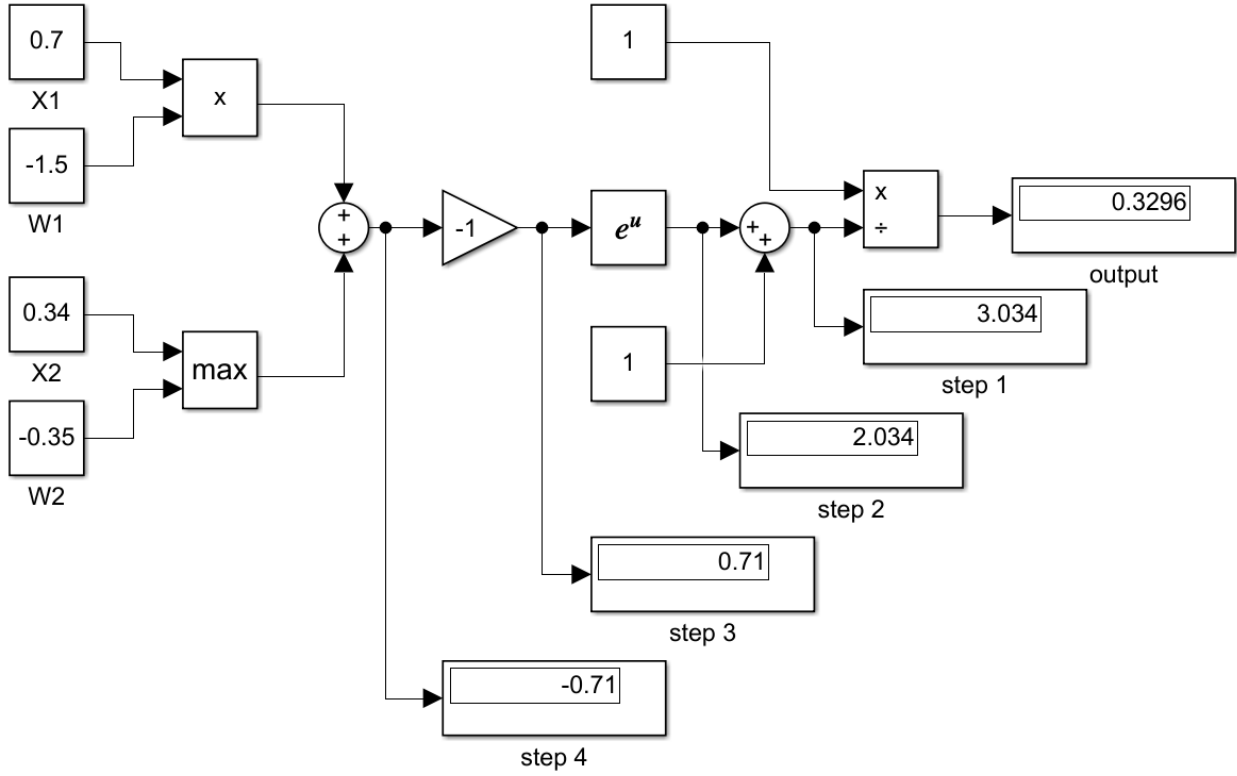 0.7
X1
-1.5
W1
x
0.34
X2
-0.35
W2
max
+
+
-1
e^u
1
1
+
+
x
÷
0.3296
output
3.034
step 1
2.034
step 2
0.71
step 3
-0.71
step 4